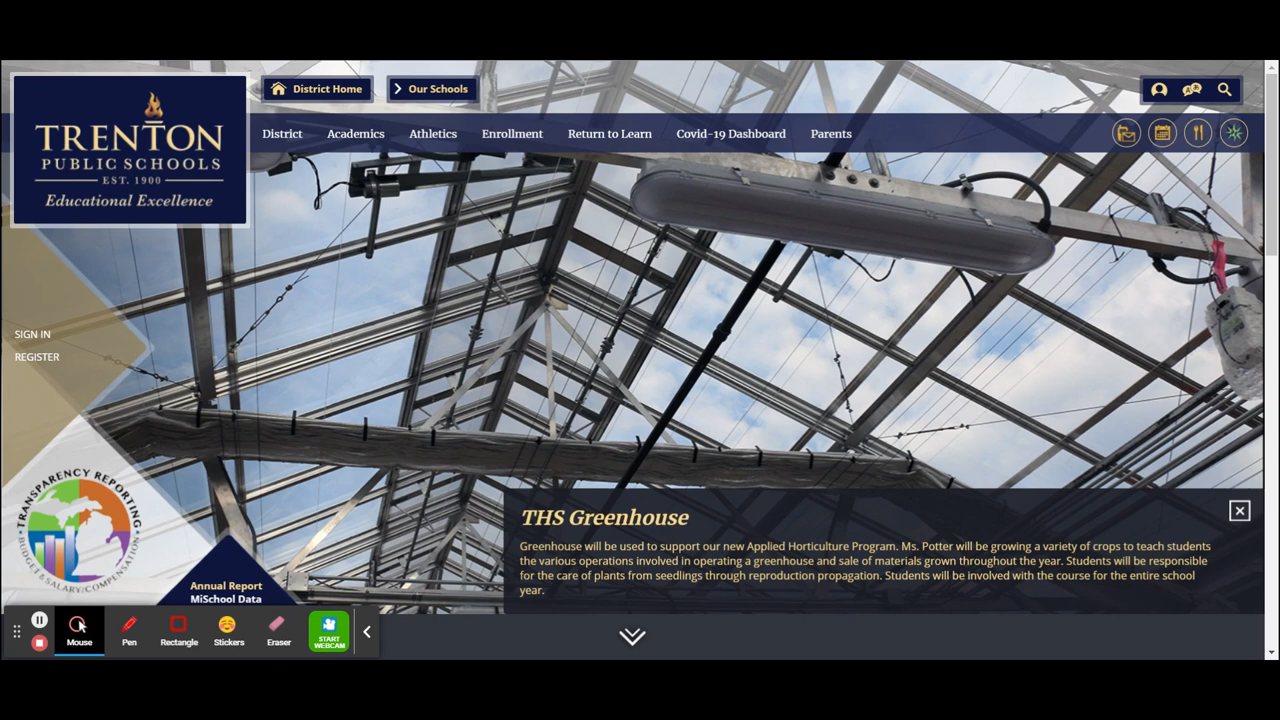 District Home
Our Schools
TRENTON
PUBLIC SCHOOLS
EST. 1900
Educational Excellence
District
Academics
Athletics
Enrollment
Return to Learn
Covid-19 Dashboard
Parents
SIGN IN
REGISTER
TRANSPARENCY REPORTING
BUDGET & SALARY/COMPENSATION
Annual Report
MiSchool Data
THS Greenhouse
Greenhouse will be used to support our new Applied Horticulture Program. Ms. Potter will be growing a variety of crops to teach students
the various operations involved in operating a greenhouse and sale of materials grown throughout the year. Students will be responsible
for the care of plants from seedlings through reproduction propagation. Students will be involved with the course for the entire school
year.
Mouse
Pen
Rectangle
Stickers
Eraser
START
WEBCAM